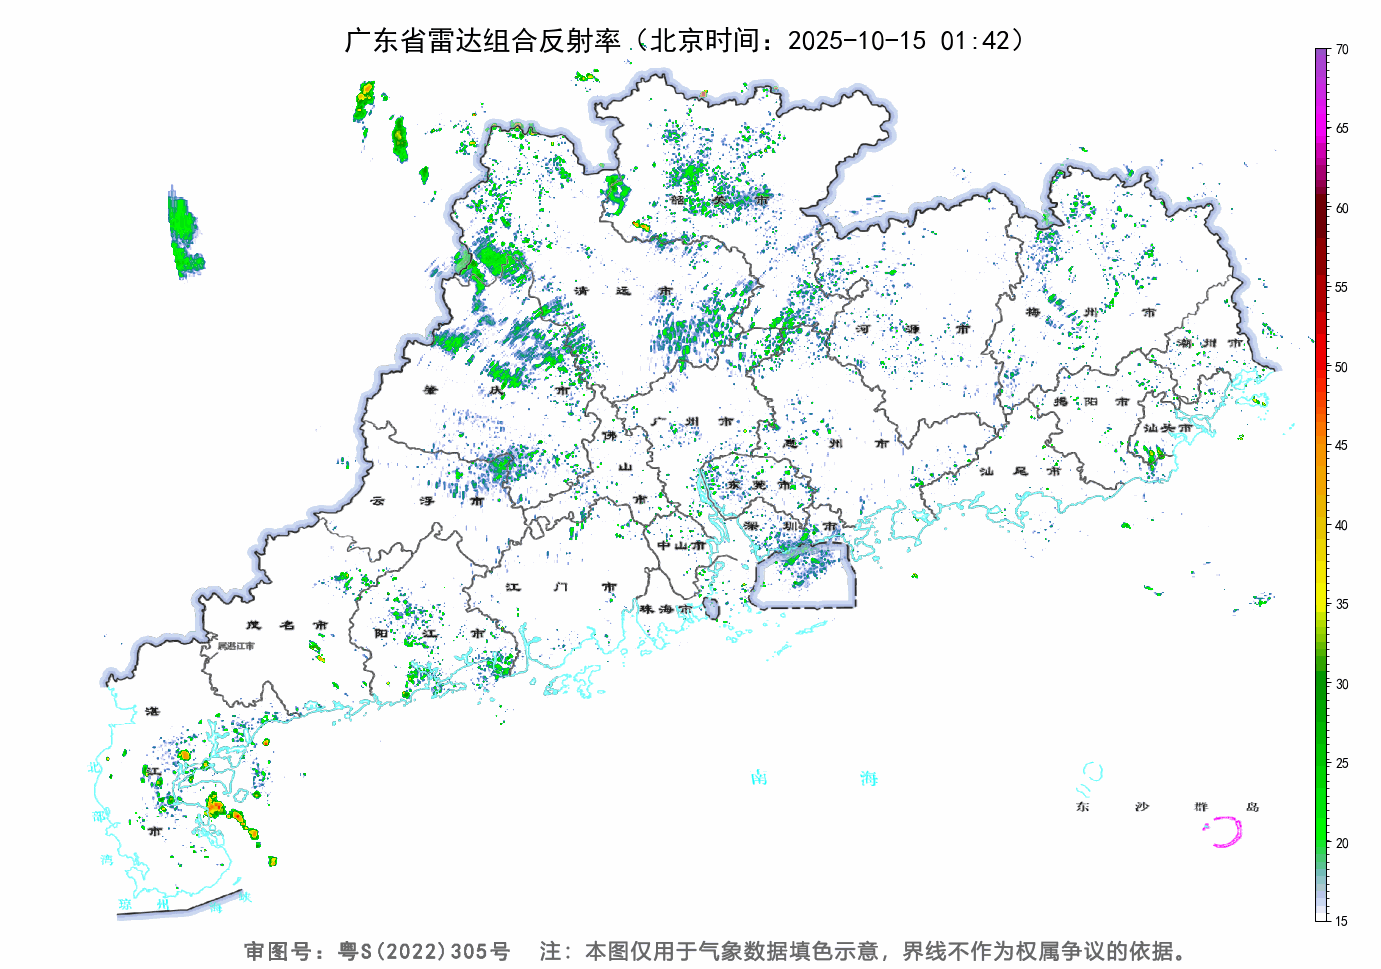 广东省雷达组合反射率（北京时间：2025-10-15 01:42）
70
65
60
55
50
45
40
35
30
25
20
15
韶关市
清远市
河源市
梅州市
潮州市
肇庆市
广州市
佛山市
惠州市
揭阳市
汕头市
汕尾市
东莞市
云浮市
深圳市
中山市
江门市
珠海市
茂名市
属湛江市
阳江市
湛江市
北部湾
琼州海峡
南海
东沙群岛
审图号：粤S(2022)305号 注：本图仅用于气象数据填色示意，界线不作为权属争议的依据。